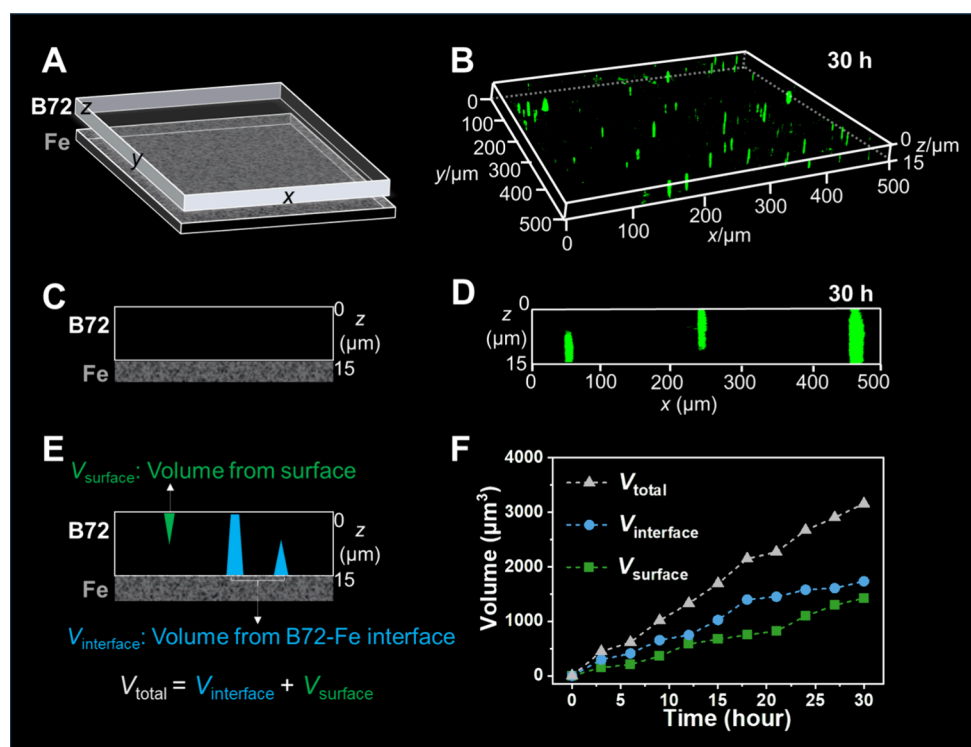 A
B72
z
Fe
y
x
B
30 h
0
100
200
300
400
500
y/µm
0
100
200
300
400
500
x/µm
0
15
z/µm
C
B72
Fe
0
z
(µm)
15
D
30 h
0
z
(µm)
15
0
100
200
300
400
500
x (µm)
E
Vsurface: Volume from surface
B72
Fe
0
z
(µm)
15
Vinterface: Volume from B72-Fe interface
Vtotal = Vinterface + Vsurface
F
4000
3000
2000
1000
0
Volume (µm³)
Vtotal
Vinterface
Vsurface
0 5 10 15 20 25 30
Time (hour)